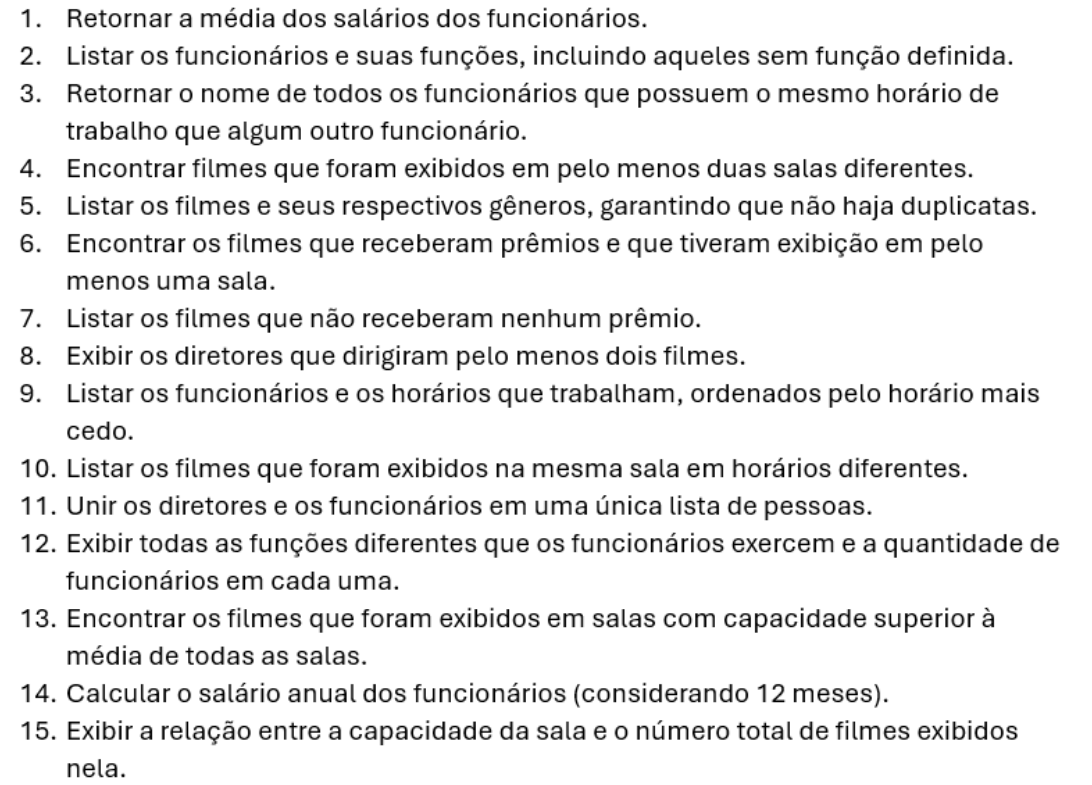 1. Retornar a média dos salários dos funcionários.
2. Listar os funcionários e suas funções, incluindo aqueles sem função definida.
3. Retornar o nome de todos os funcionários que possuem o mesmo horário de
trabalho que algum outro funcionário.
4. Encontrar filmes que foram exibidos em pelo menos duas salas diferentes.
5. Listar os filmes e seus respectivos gêneros, garantindo que não haja duplicatas.
6. Encontrar os filmes que receberam prêmios e que tiveram exibição em pelo
menos uma sala.
7. Listar os filmes que não receberam nenhum prêmio.
8. Exibir os diretores que dirigiram pelo menos dois filmes.
9. Listar os funcionários e os horários que trabalham, ordenados pelo horário mais
cedo.
10. Listar os filmes que foram exibidos na mesma sala em horários diferentes.
11. Unir os diretores e os funcionários em uma única lista de pessoas.
12. Exibir todas as funções diferentes que os funcionários exercem e a quantidade de
funcionários em cada uma.
13. Encontrar os filmes que foram exibidos em salas com capacidade superior à
média de todas as salas.
14. Calcular o salário anual dos funcionários (considerando 12 meses).
15. Exibir a relação entre a capacidade da sala e o número total de filmes exibidos
nela.